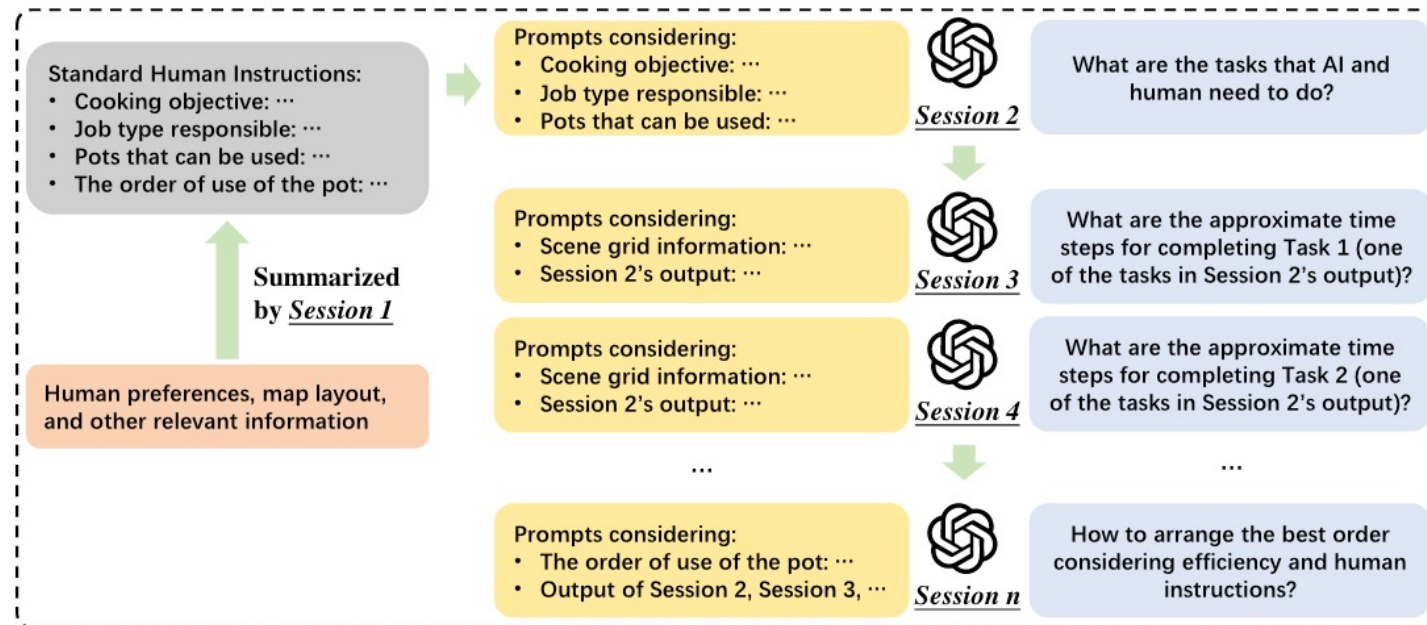 Standard Human Instructions:
• Cooking objective: ⋯
• Job type responsible: ⋯
• Pots that can be used: ⋯
• The order of use of the pot: ⋯
Summarized
by Session 1
Human preferences, map layout,
and other relevant information
Prompts considering:
• Cooking objective: ⋯
• Job type responsible: ⋯
• Pots that can be used: ⋯
Session 2
What are the tasks that AI and
human need to do?
Prompts considering:
• Scene grid information: ⋯
• Session 2’s output: ⋯
Session 3
What are the approximate time
steps for completing Task 1 (one
of the tasks in Session 2’s output)?
Prompts considering:
• Scene grid information: ⋯
• Session 2’s output: ⋯
Session 4
What are the approximate time
steps for completing Task 2 (one
of the tasks in Session 2’s output)?
...
...
Prompts considering:
• The order of use of the pot: ⋯
• Output of Session 2, Session 3, ⋯
Session n
How to arrange the best order
considering efficiency and human
instructions?